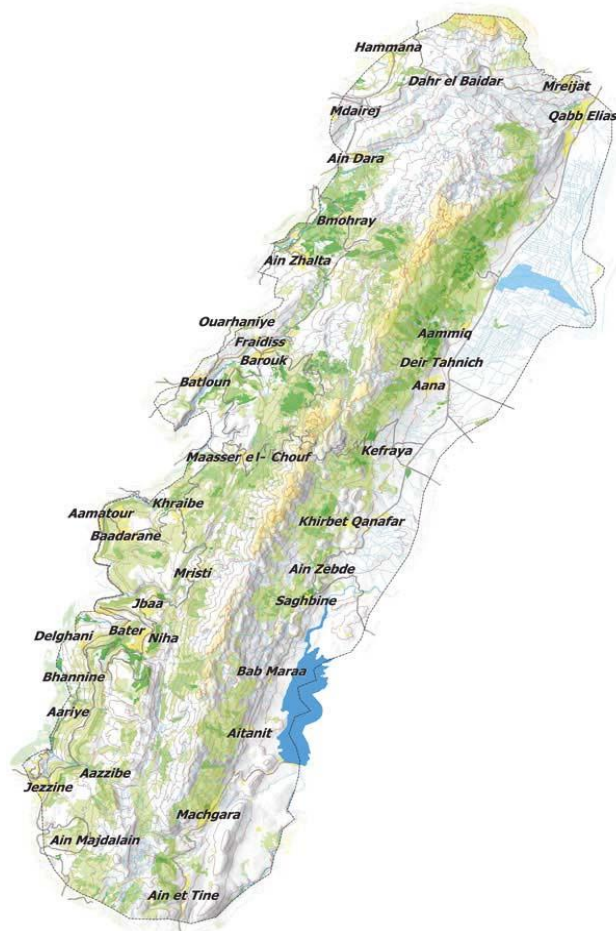 Hammana
Dahr el Baidar
Mreijat
Mdairej
Qabb Elias
Ain Dara
Bmohray
Ain Zhalta
Ouarhaniye
Aammiq
Fraidiss
Barouk
Deir Tahnich
Batloun
Aana
Kefraya
Maasser el- Chouf
Khraibe
Aamatour
Khirbet Qanafar
Baadarane
Ain Zebde
Mristi
Jbaa
Saghbine
Bater
Delghani
Niha
Bab Maraa
Bhannine
Aariye
Aitanit
Aazzibe
Jezzine
Machgara
Ain Majdalain
Ain et Tine